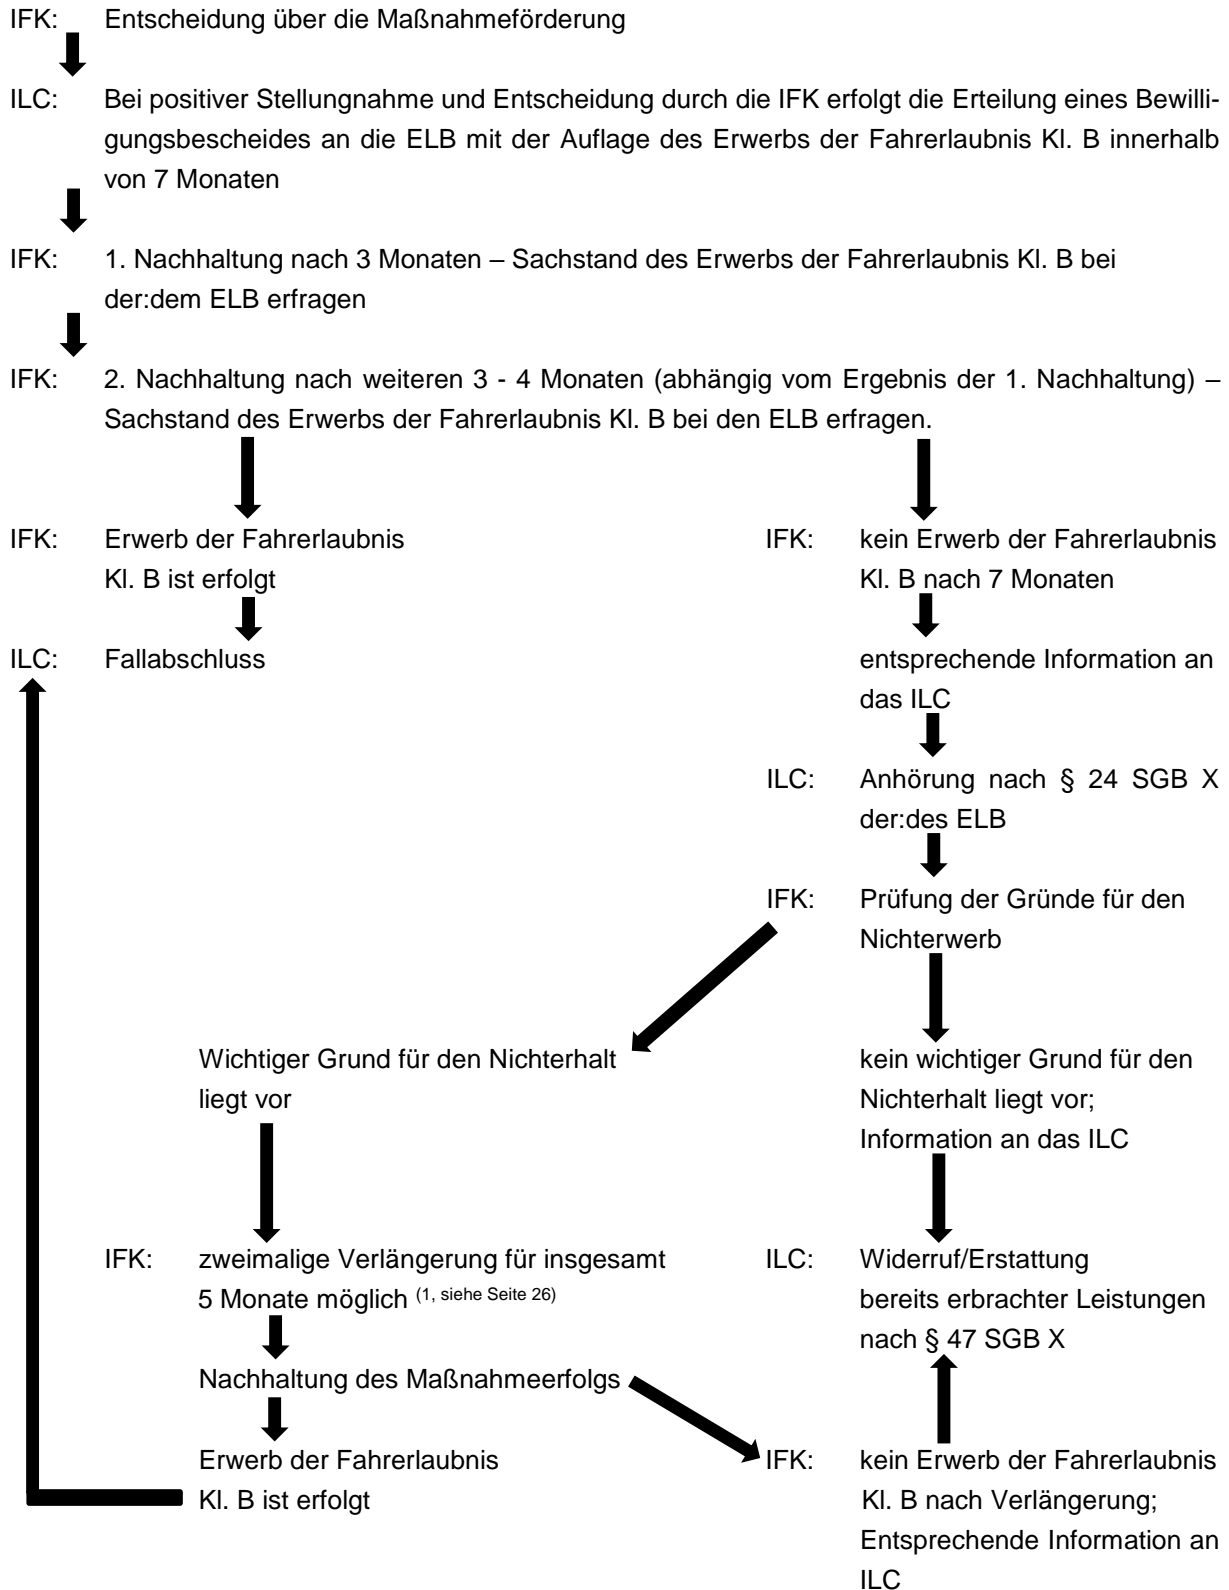 IFK: Entscheidung über die Maßnahmeförderung
ILC: Bei positiver Stellungnahme und Entscheidung durch die IFK erfolgt die Erteilung eines Bewilli-
gungsbescheides an die ELB mit der Auflage des Erwerbs der Fahrerlaubnis Kl. B innerhalb
von 7 Monaten
IFK: 1. Nachhaltung nach 3 Monaten – Sachstand des Erwerbs der Fahrerlaubnis Kl. B bei
der:dem ELB erfragen
IFK: 2. Nachhaltung nach weiteren 3 - 4 Monaten (abhängig vom Ergebnis der 1. Nachhaltung) –
Sachstand des Erwerbs der Fahrerlaubnis Kl. B bei den ELB erfragen.
IFK: Erwerb der Fahrerlaubnis
Kl. B ist erfolgt
ILC: Fallabschluss
IFK: kein Erwerb der Fahrerlaubnis
Kl. B nach 7 Monaten
entsprechende Information an
das ILC
ILC: Anhörung nach § 24 SGB X
der:des ELB
IFK: Prüfung der Gründe für den
Nichterwerb
Wichtiger Grund für den Nichterhalt
liegt vor
kein wichtiger Grund für den
Nichterhalt liegt vor;
Information an das ILC
IFK: zweimalige Verlängerung für insgesamt
5 Monate möglich (1, siehe Seite 26)
Nachhaltung des Maßnahmeerfolgs
Erwerb der Fahrerlaubnis
Kl. B ist erfolgt
ILC: Widerruf/Erstattung
bereits erbrachter Leistungen
nach § 47 SGB X
IFK: kein Erwerb der Fahrerlaubnis
Kl. B nach Verlängerung;
Entsprechende Information an
ILC